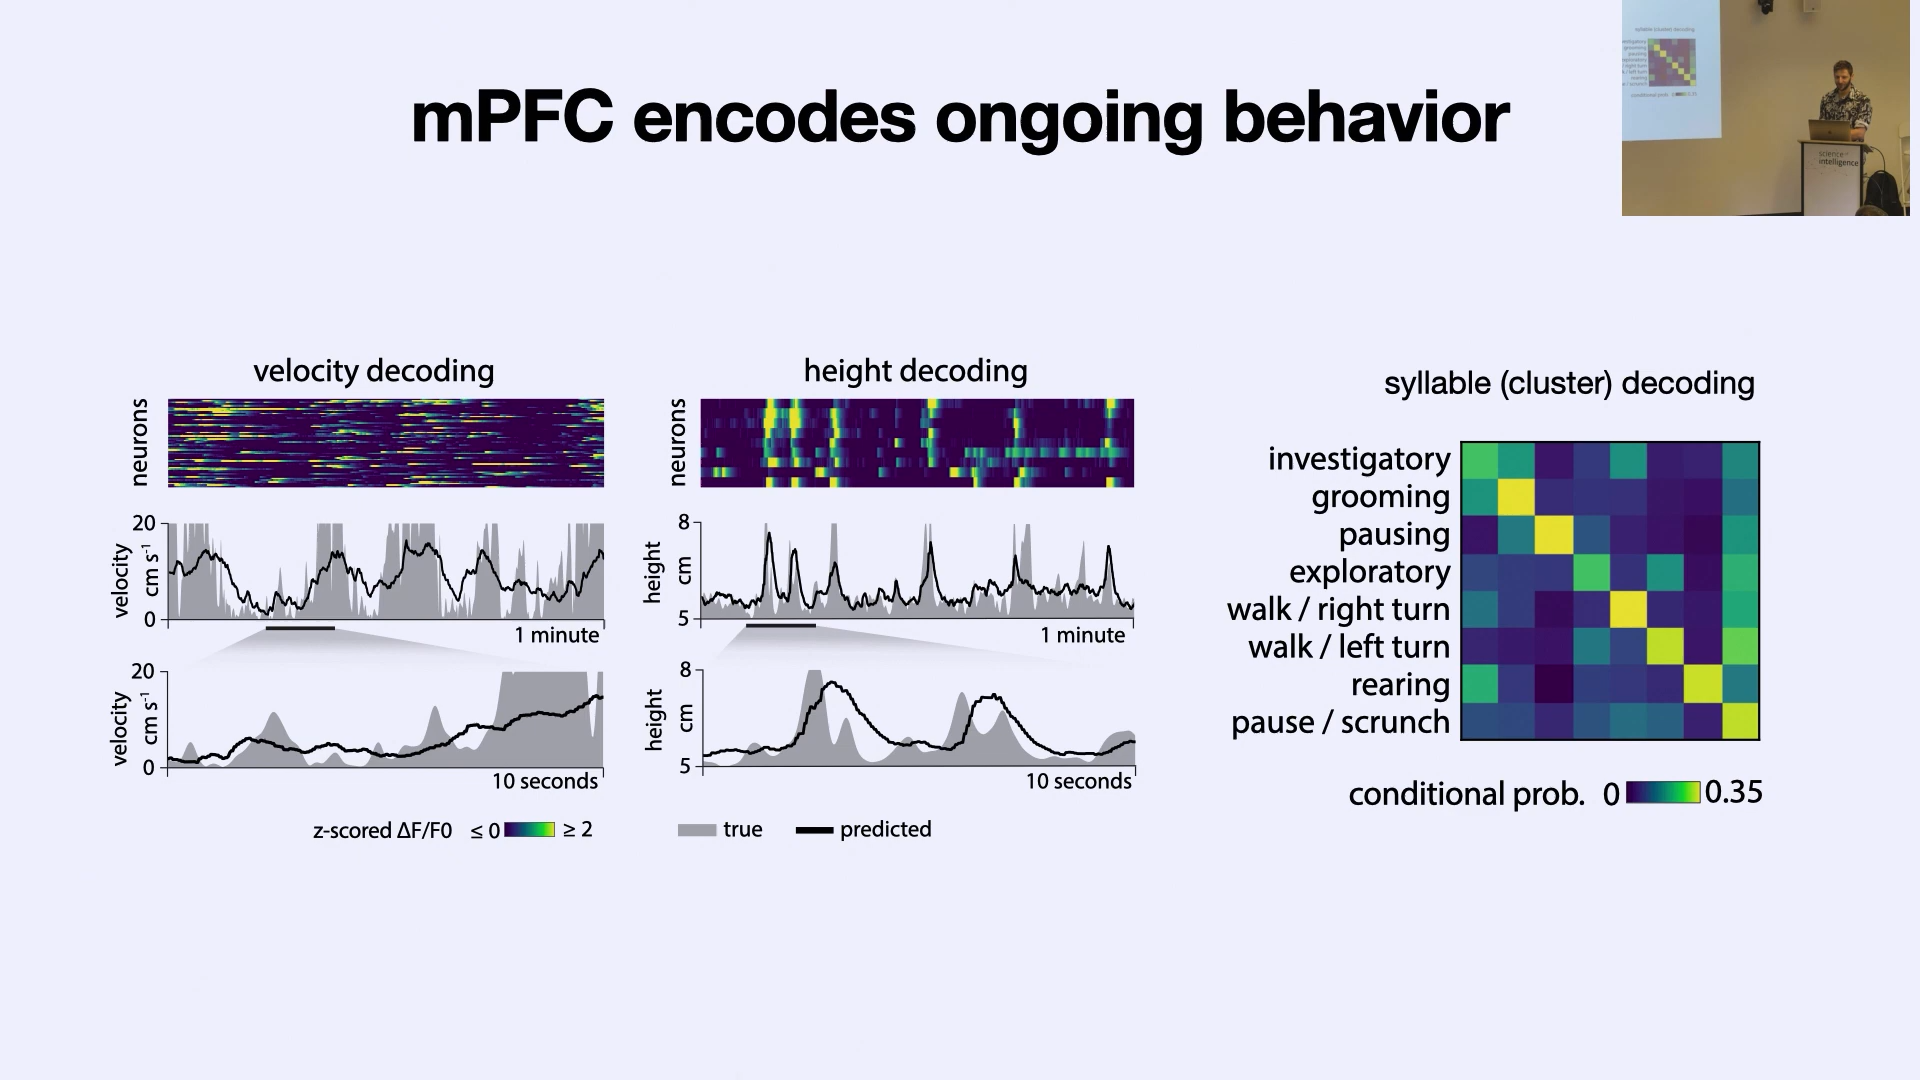 mPFC encodes ongoing behavior
science of
intelligence
velocity decoding
neurons
20
velocity
cm s⁻¹
0
1 minute
20
velocity
cm s⁻¹
0
10 seconds
z-scored ΔF/F0 ≤ 0 ≥ 2
height decoding
neurons
8
height
cm
5
1 minute
8
height
cm
5
10 seconds
true predicted
syllable (cluster) decoding
investigatory
grooming
pausing
exploratory
walk / right turn
walk / left turn
rearing
pause / scrunch
conditional prob. 0 0.35